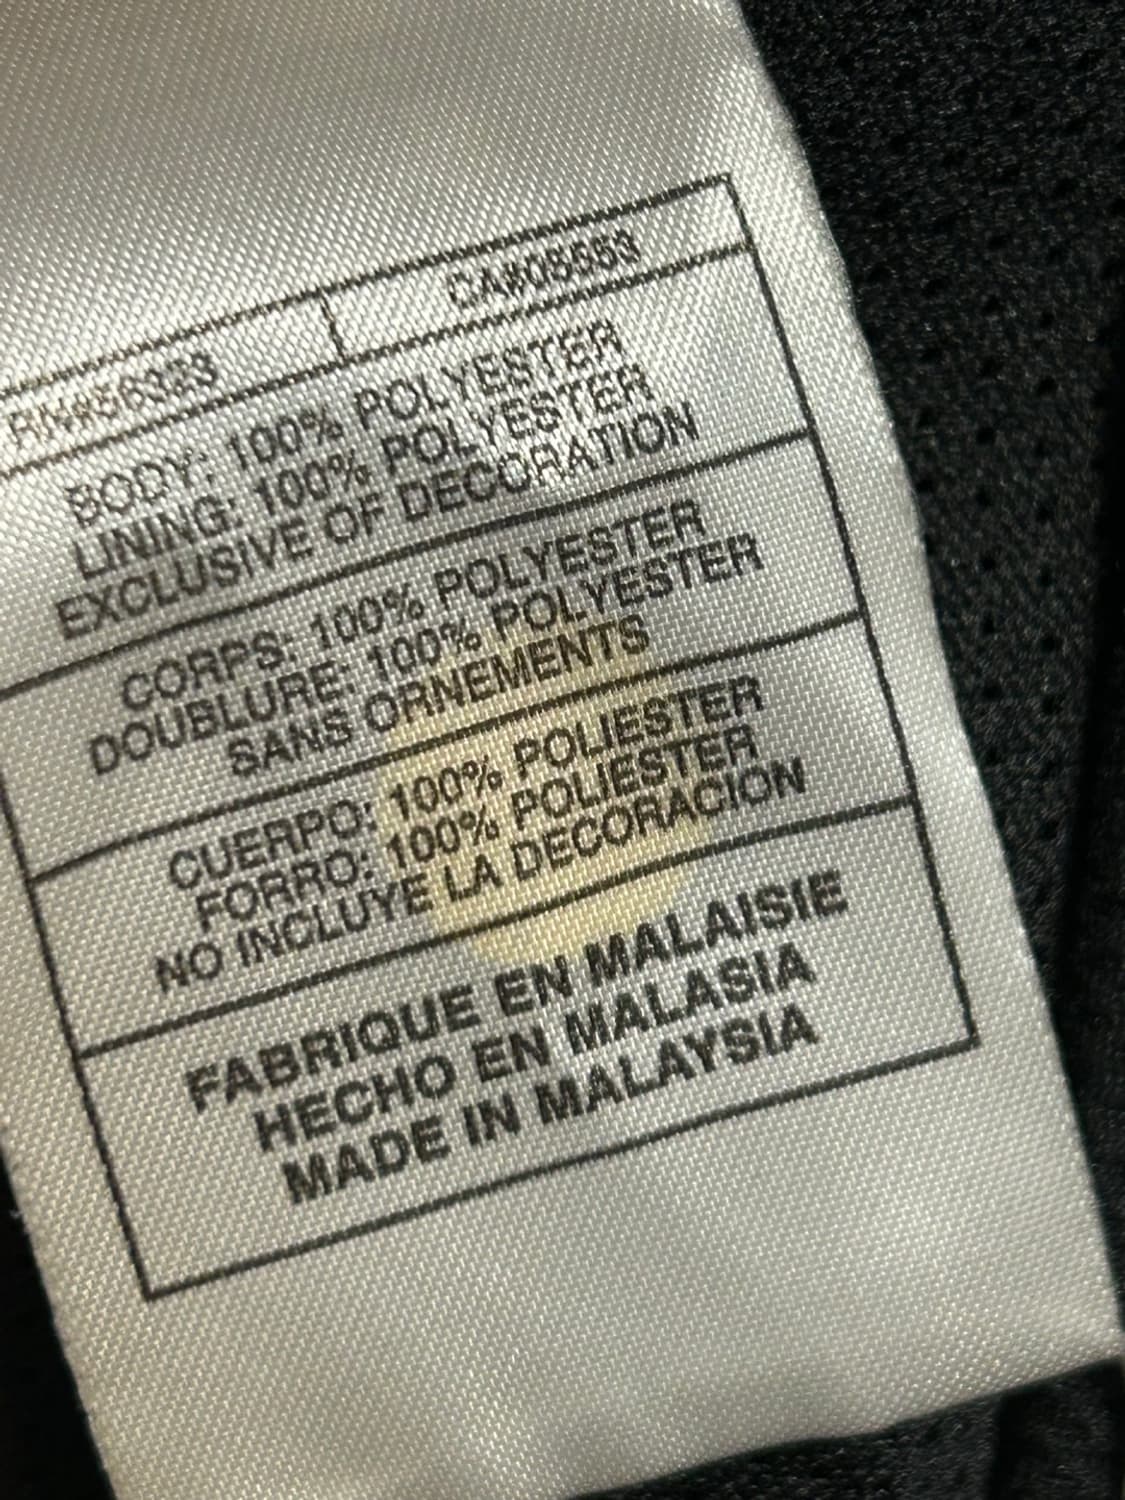 RN#56323 CA#05553
BODY: 100% POLYESTER
LINING: 100% POLYESTER
EXCLUSIVE OF DECORATION
CORPS: 100% POLYESTER
DOUBLURE: 100% POLYESTER
SANS ORNEMENTS
CUERPO: 100% POLIESTER
FORRO: 100% POLIESTER
NO INCLUYE LA DECORACION
FABRIQUE EN MALAISIE
HECHO EN MALASIA
MADE IN MALAYSIA